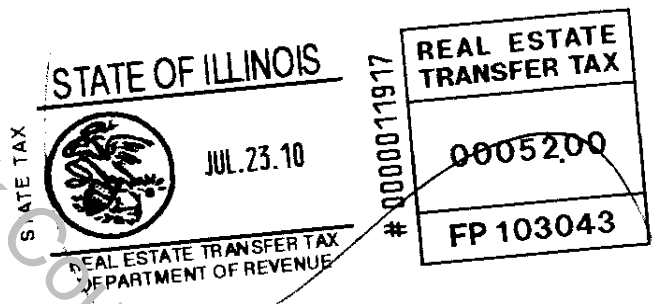 STATE OF ILLINOIS
STATE TAX
JUL.23.10
REAL ESTATE TRANSFER TAX
DEPARTMENT OF REVENUE
# 0000011917
REAL ESTATE
TRANSFER TAX
0005200
FP 103043